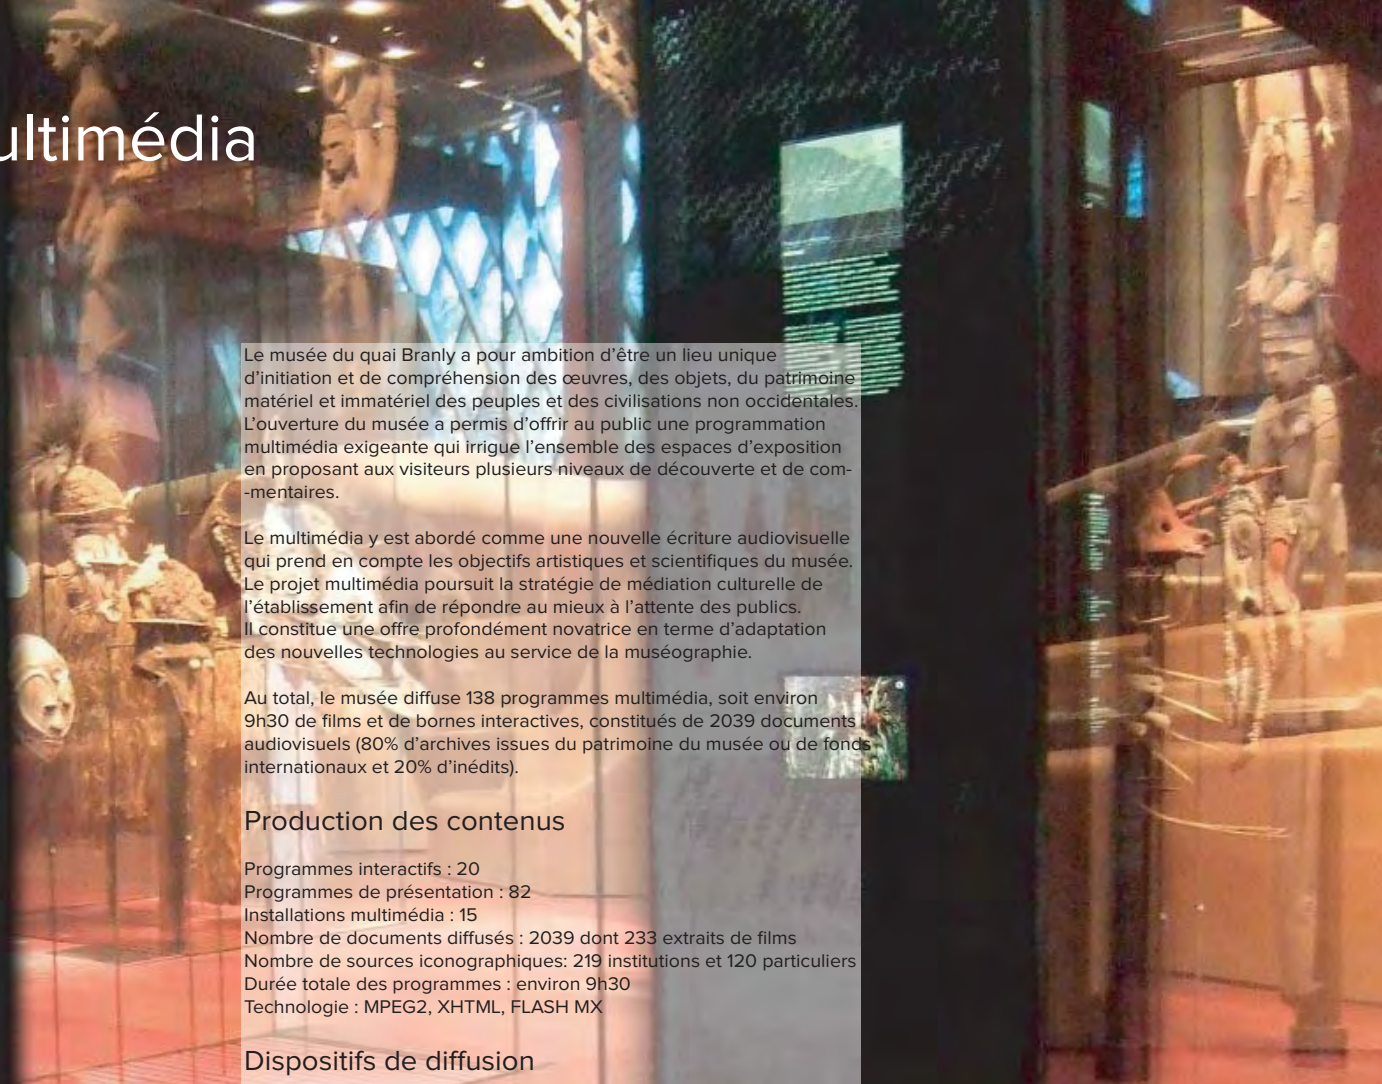 ultimédia
Le musée du quai Branly a pour ambition d’être un lieu unique
d’initiation et de compréhension des œuvres, des objets, du patrimoine
matériel et immatériel des peuples et des civilisations non occidentales.
L’ouverture du musée a permis d’offrir au public une programmation
multimédia exigeante qui irrigue l’ensemble des espaces d’exposition
en proposant aux visiteurs plusieurs niveaux de découverte et de com-
-mentaires.
Le multimédia y est abordé comme une nouvelle écriture audiovisuelle
qui prend en compte les objectifs artistiques et scientifiques du musée.
Le projet multimédia poursuit la stratégie de médiation culturelle de
l’établissement afin de répondre au mieux à l’attente des publics.
Il constitue une offre profondément novatrice en terme d’adaptation
des nouvelles technologies au service de la muséographie.
Au total, le musée diffuse 138 programmes multimédia, soit environ
9h30 de films et de bornes interactives, constitués de 2039 documents
audiovisuels (80% d’archives issues du patrimoine du musée ou de fonds
internationaux et 20% d’inédits).
Production des contenus
Programmes interactifs : 20
Programmes de présentation : 82
Installations multimédia : 15
Nombre de documents diffusés : 2039 dont 233 extraits de films
Nombre de sources iconographiques: 219 institutions et 120 particuliers
Durée totale des programmes : environ 9h30
Technologie : MPEG2, XHTML, FLASH MX
Dispositifs de diffusion